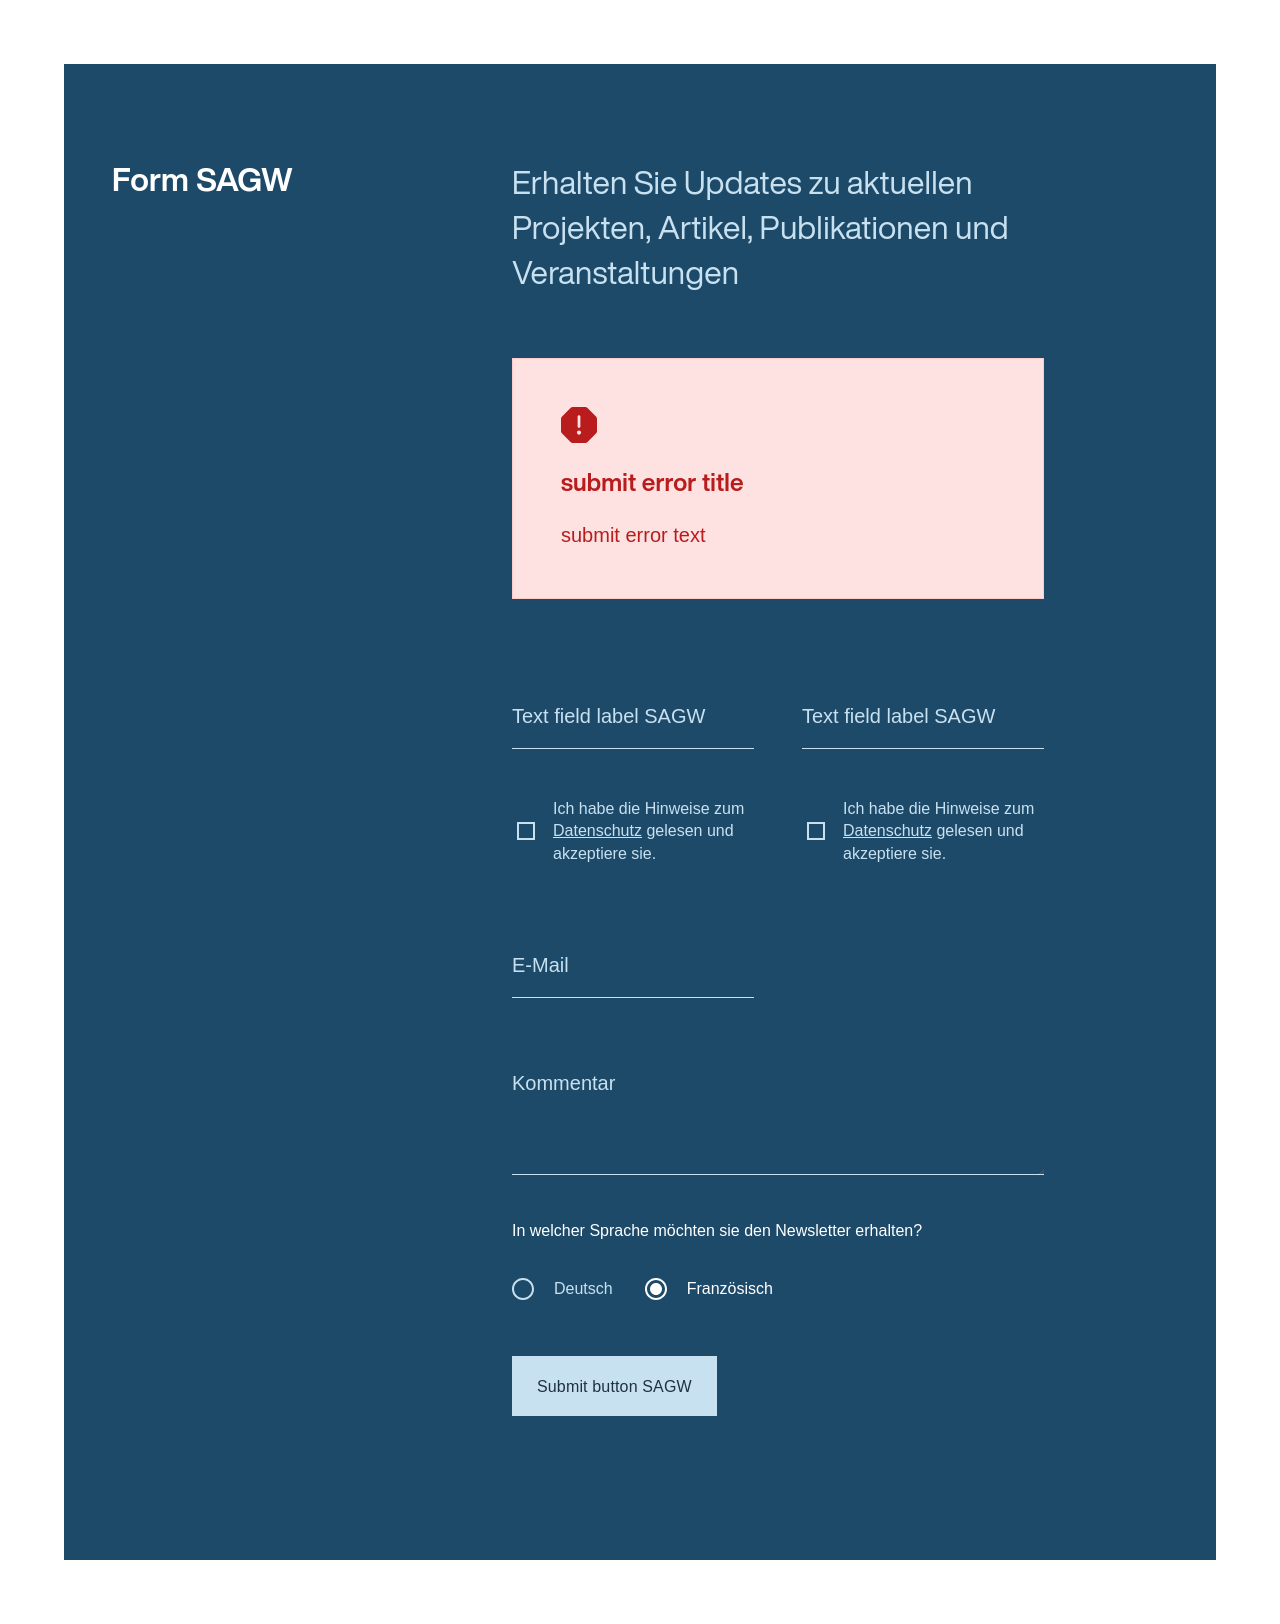 Form SAGW
Erhalten Sie Updates zu aktuellen
Projekten, Artikel, Publikationen und
Veranstaltungen
submit error title
submit error text
Text field label SAGW
Text field label SAGW
Ich habe die Hinweise zum
Datenschutz gelesen und
akzeptiere sie.
Ich habe die Hinweise zum
Datenschutz gelesen und
akzeptiere sie.
E-Mail
Kommentar
In welcher Sprache möchten sie den Newsletter erhalten?
Deutsch
Französisch
Submit button SAGW